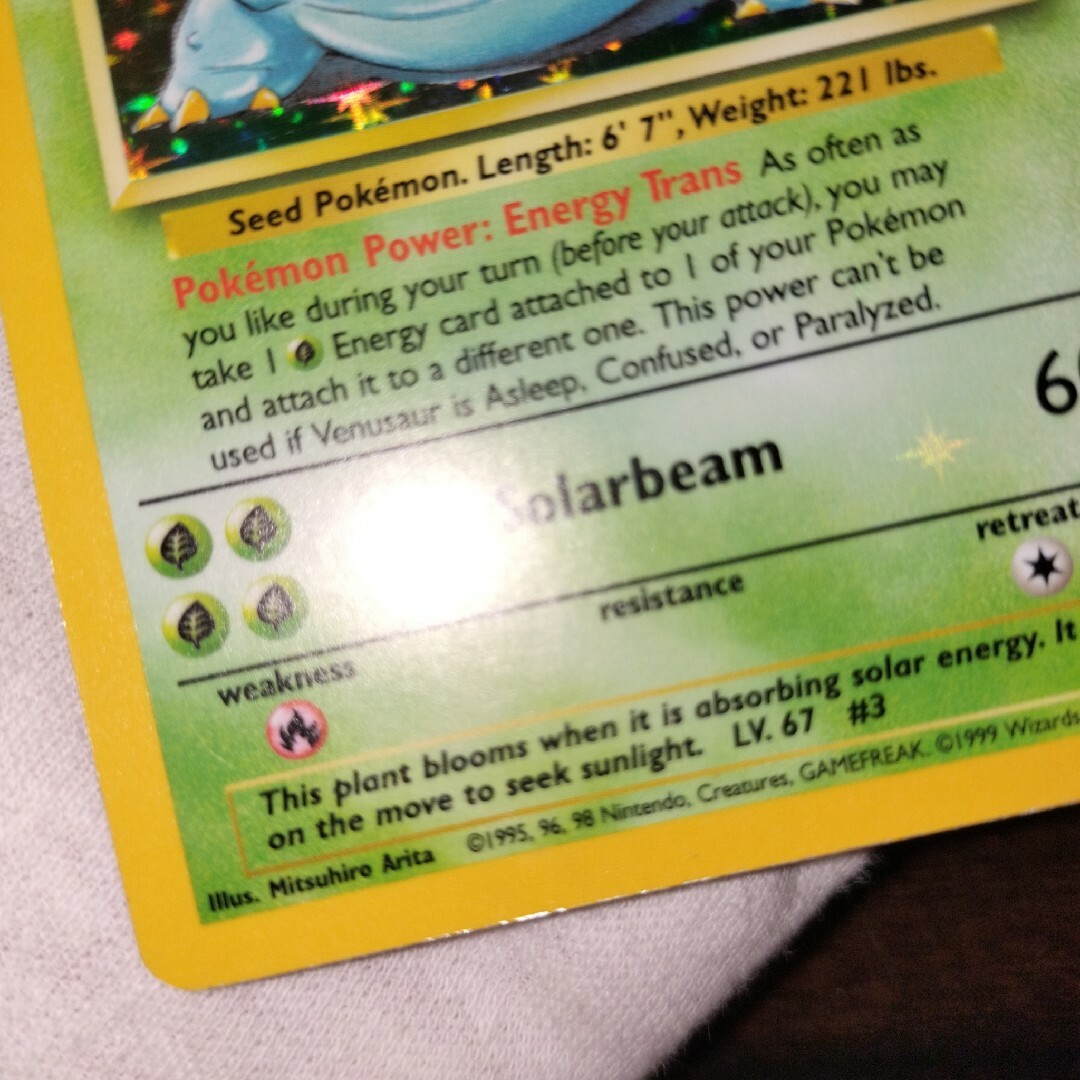 Seed Pokémon. Length: 6' 7", Weight: 221 lbs.
Pokémon Power: Energy Trans As often as
you like during your turn (before your attack), you may
take 1 Energy card attached to 1 of your Pokémon
and attach it to a different one. This power can't be
used if Venusaur is Asleep, Confused, or Paralyzed.
Solarbeam
weakness
resistance
retreat
This plant blooms when it is absorbing solar energy. It
on the move to seek sunlight. LV. 67 #3
Illus. Mitsuhiro Arita ©1995, 96, 98 Nintendo, Creatures, GAMEFREAK. ©1999 Wizards